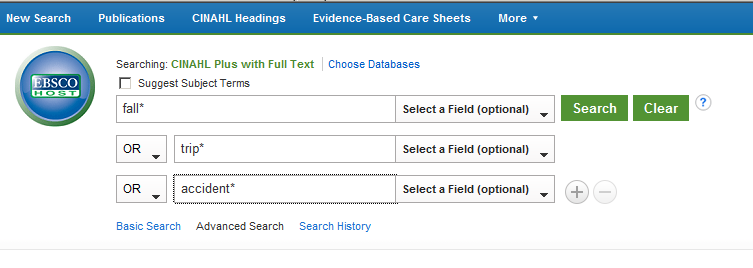 New Search Publications CINAHL Headings Evidence-Based Care Sheets More
Searching: CINAHL Plus with Full Text Choose Databases
Suggest Subject Terms
EBSCO
HOST
fall* Select a Field (optional) Search Clear ?
OR trip* Select a Field (optional)
OR accident* Select a Field (optional)
Basic Search Advanced Search Search History